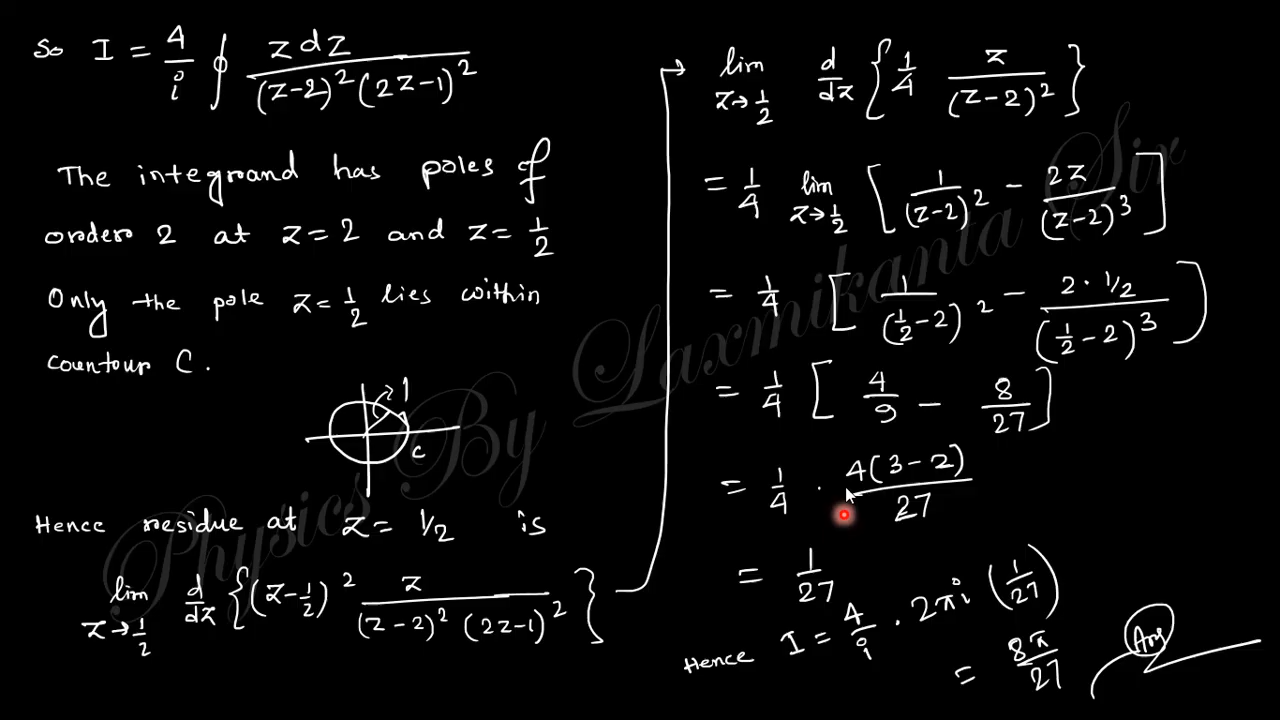 So I = 4/i ∮ z dz / (z-2)² (2z-1)²
The integrand has poles of
order 2 at z = 2 and z = 1/2
Only the pole z = 1/2 lies within
countour C.
1
C
Hence residue at z = 1/2 is
lim z→1/2 d/dz { (z-1/2)² z / (z-2)² (2z-1)² }
lim z→1/2 d/dz { 1/4 z / (z-2)² }
= 1/4 lim z→1/2 [ 1/(z-2)² - 2z/(z-2)³ ]
= 1/4 [ 1/(1/2-2)² - 2·1/2 / (1/2-2)³ ]
= 1/4 [ 4/9 - 8/27 ]
= 1/4 · 4(3-2)/27
= 1/27
Hence I = 4/i · 2πi (1/27)
= 8π/27
Ans
Physics By Laxmikanta Sir